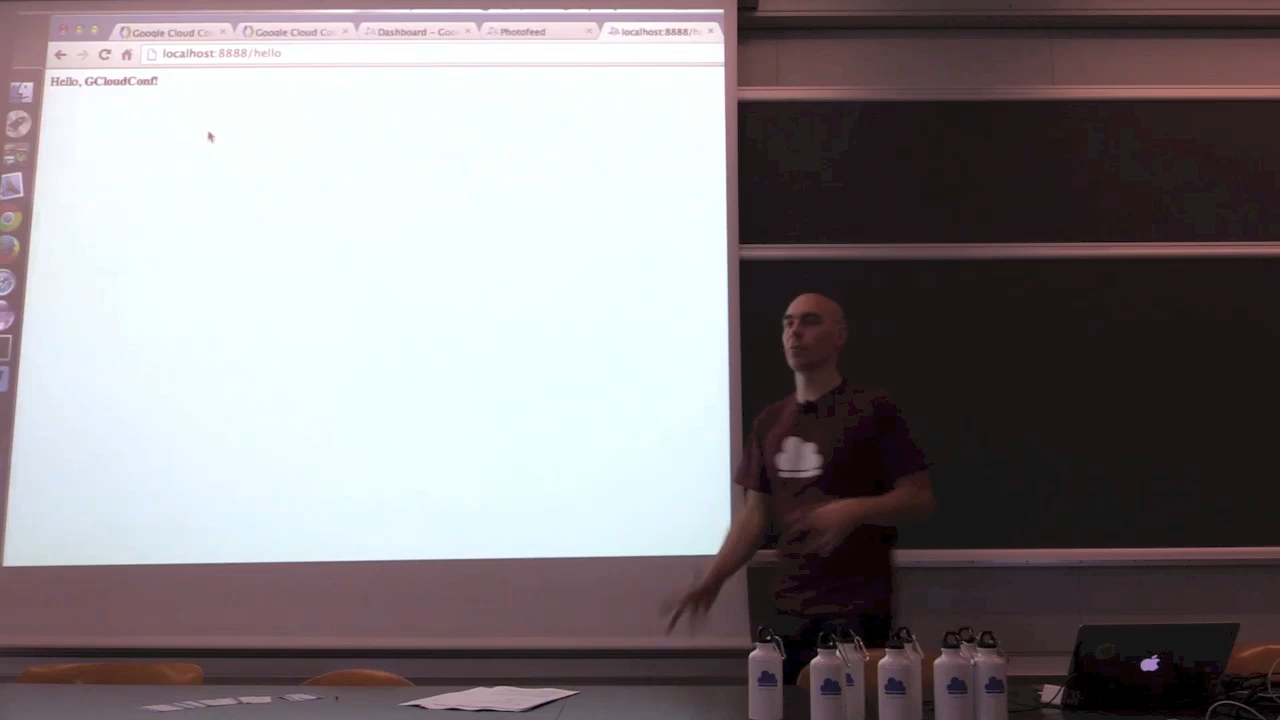 Google Cloud Co
Google Cloud Co
Dashboard – Goo
Photofeed
localhost:8888/h
localhost:8888/hello
Hello, GCloudConf!